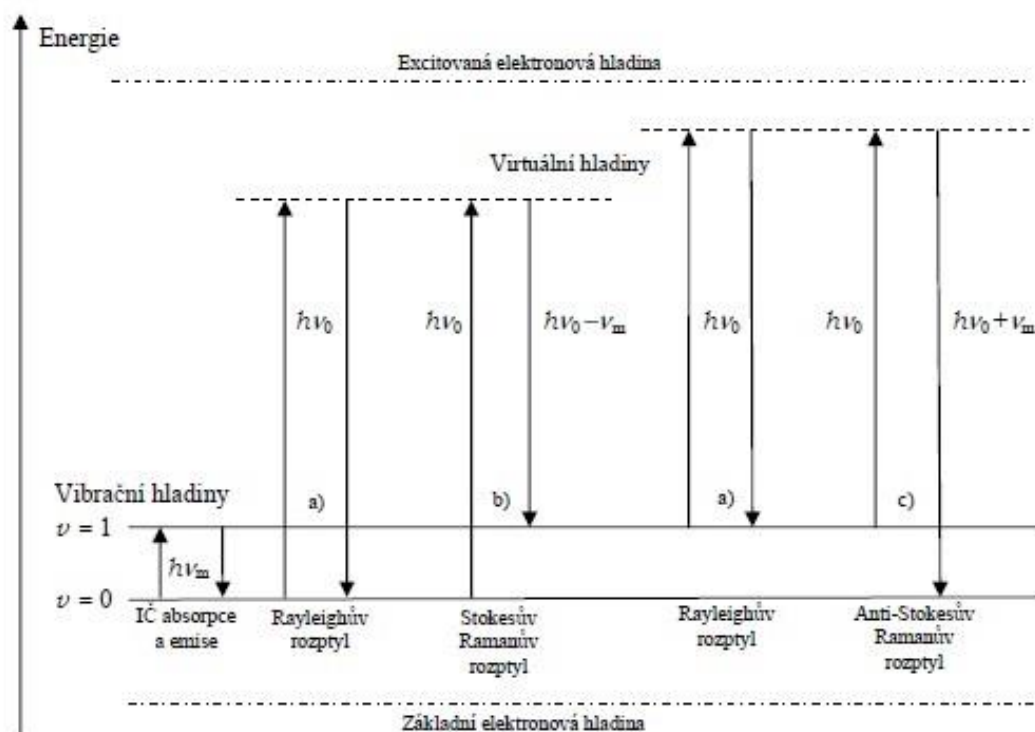 Energie
Excitovaná elektronová hladina
Virtuální hladiny
hν₀
hν₀
hν₀−νₘ
hν₀
hν₀
hν₀+νₘ
Vibrační hladiny
a)
b)
a)
c)
υ = 1
hνₘ
υ = 0
IČ absorpce
a emise
Rayleighův
rozptyl
Stokesův
Ramanův
rozptyl
Rayleighův
rozptyl
Anti-Stokesův
Ramanův
rozptyl
Základní elektronová hladina